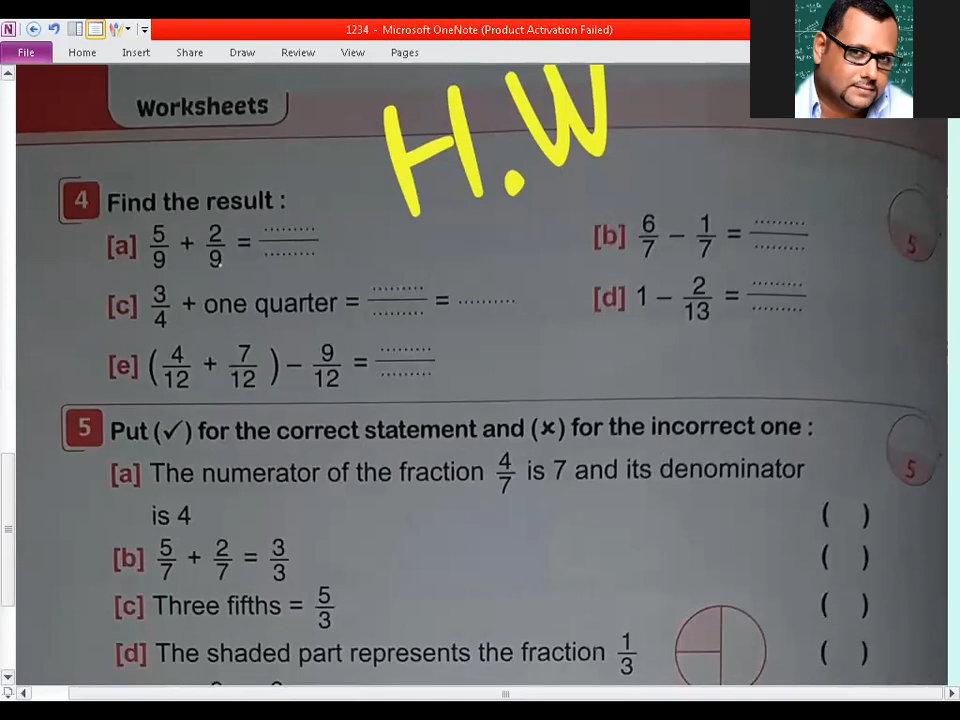 1234 - Microsoft OneNote (Product Activation Failed)
File Home Insert Share Draw Review View Pages
Worksheets
H.W
4 Find the result :
[a] 5/9 + 2/9 = ........./......... [b] 6/7 − 1/7 = ........./.........
[c] 3/4 + one quarter = ........./......... = .......... [d] 1 − 2/13 = ........./.........
[e] (4/12 + 7/12) − 9/12 = ........./.........
5
5 Put (✓) for the correct statement and (✗) for the incorrect one :
[a] The numerator of the fraction 4/7 is 7 and its denominator
is 4 ( )
[b] 5/7 + 2/7 = 3/3 ( )
[c] Three fifths = 5/3 ( )
[d] The shaded part represents the fraction 1/3 ( )
5